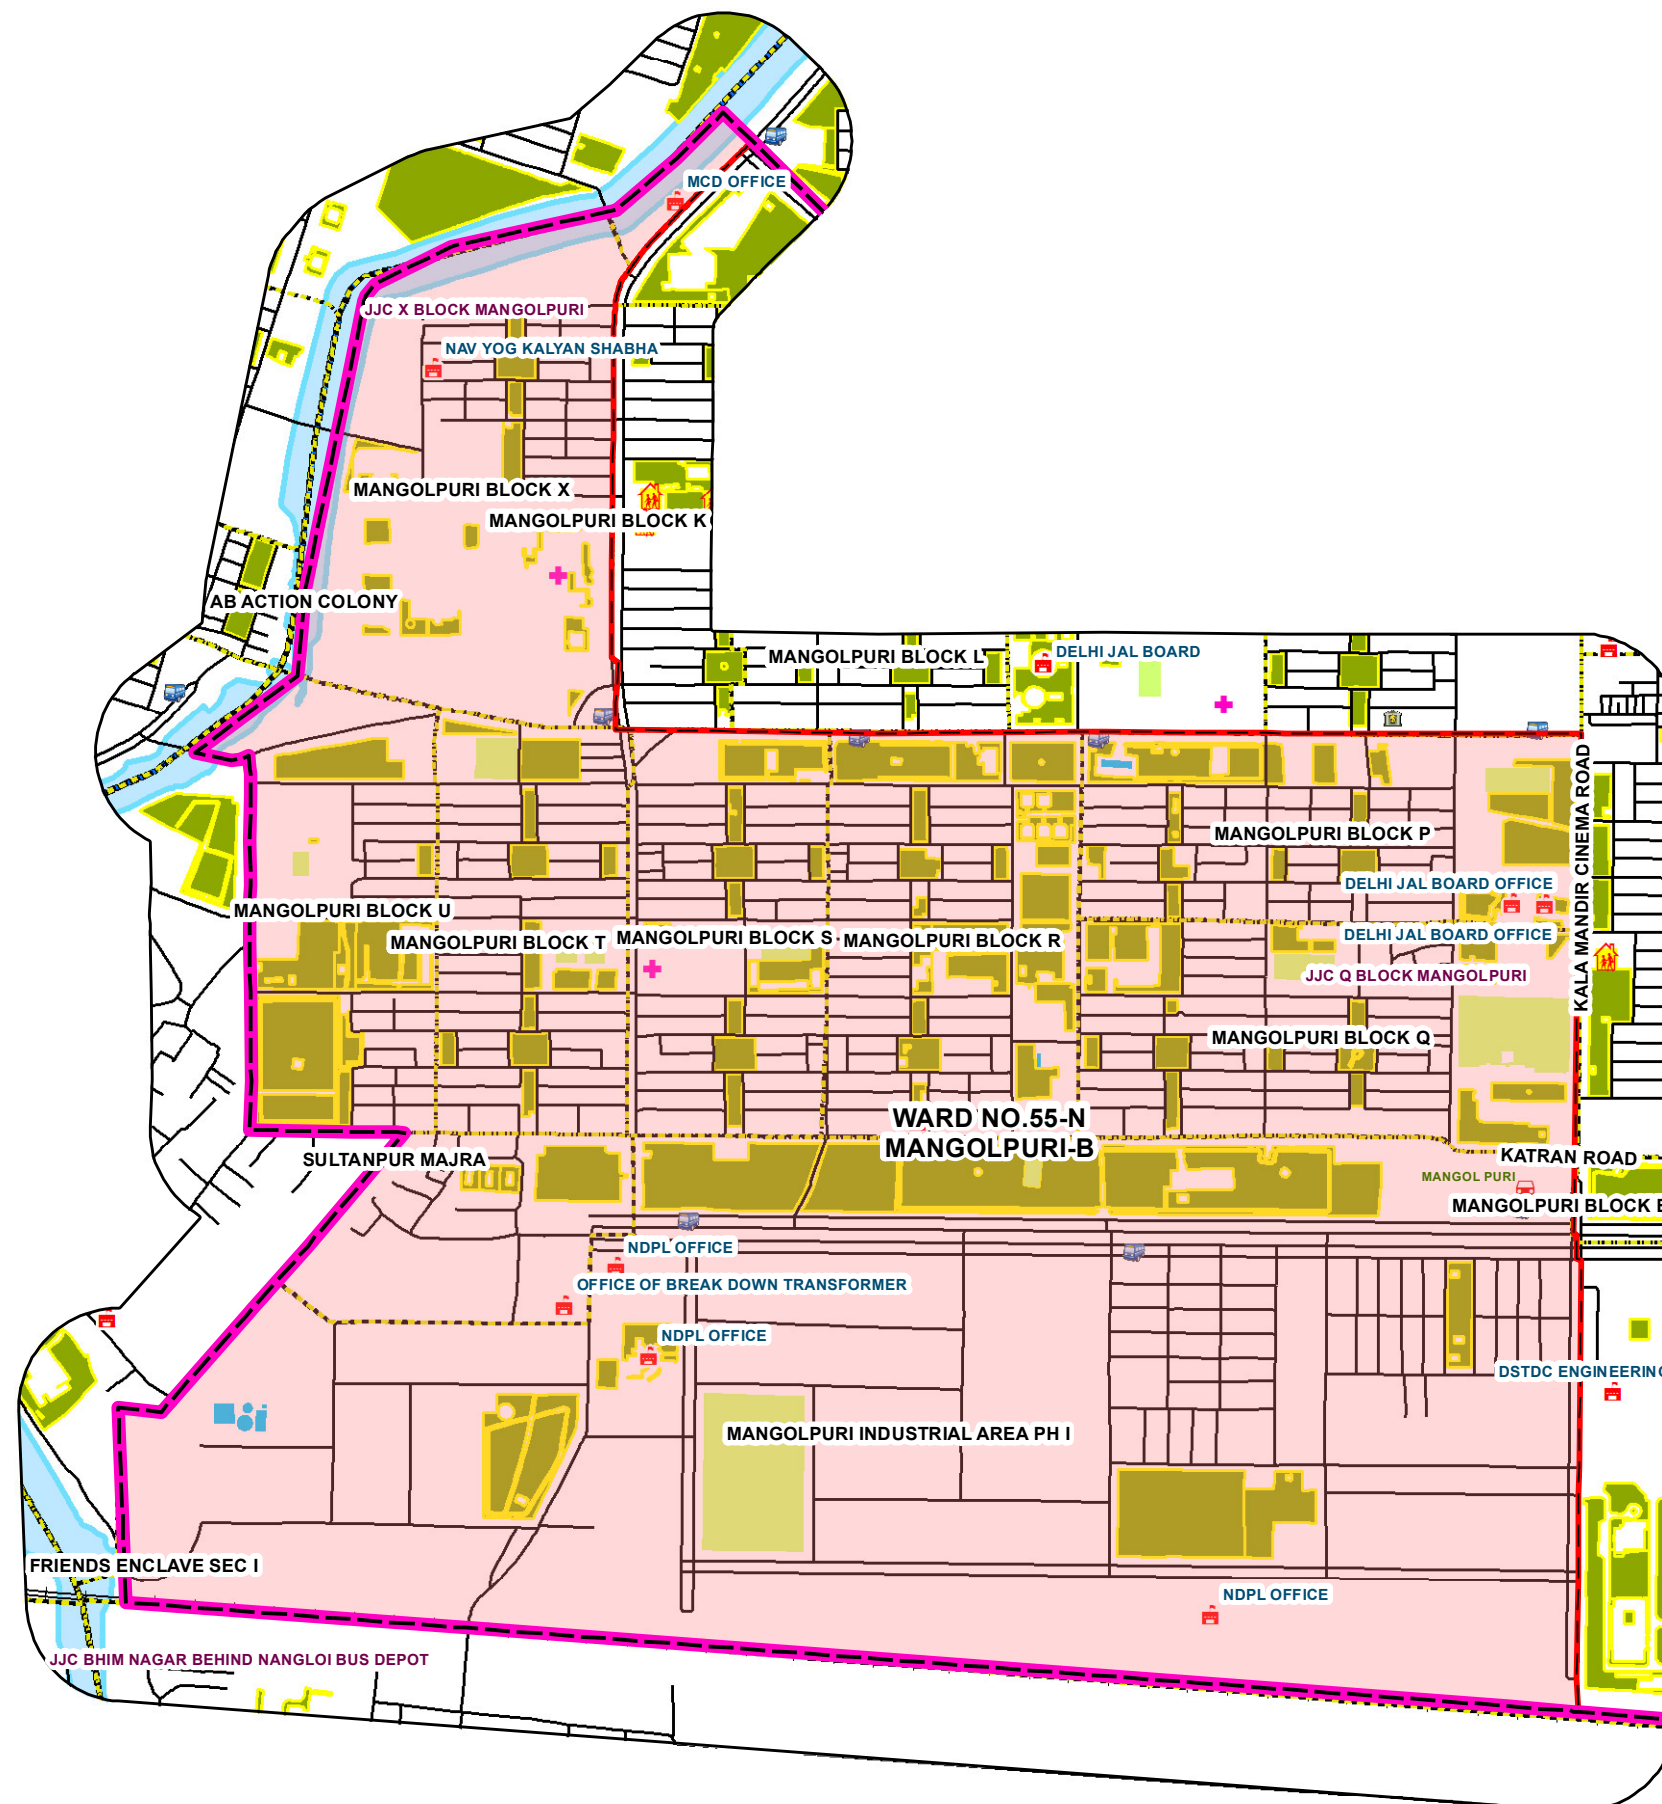 MCD OFFICE
JJC X BLOCK MANGOLPURI
NAV YOG KALYAN SHABHA
MANGOLPURI BLOCK X
MANGOLPURI BLOCK K
AB ACTION COLONY
MANGOLPURI BLOCK L
DELHI JAL BOARD
KALA MANDIR CINEMA ROAD
MANGOLPURI BLOCK P
DELHI JAL BOARD OFFICE
MANGOLPURI BLOCK U
MANGOLPURI BLOCK T
MANGOLPURI BLOCK S
MANGOLPURI BLOCK R
DELHI JAL BOARD OFFICE
JJC Q BLOCK MANGOLPURI
MANGOLPURI BLOCK Q
WARD NO.55-N
MANGOLPURI-B
SULTANPUR MAJRA
KATRAN ROAD
MANGOL PURI
MANGOLPURI BLOCK
NDPL OFFICE
OFFICE OF BREAK DOWN TRANSFORMER
NDPL OFFICE
DSTDC ENGINEERING
MANGOLPURI INDUSTRIAL AREA PH I
FRIENDS ENCLAVE SEC I
NDPL OFFICE
JJC BHIM NAGAR BEHIND NANGLOI BUS DEPOT